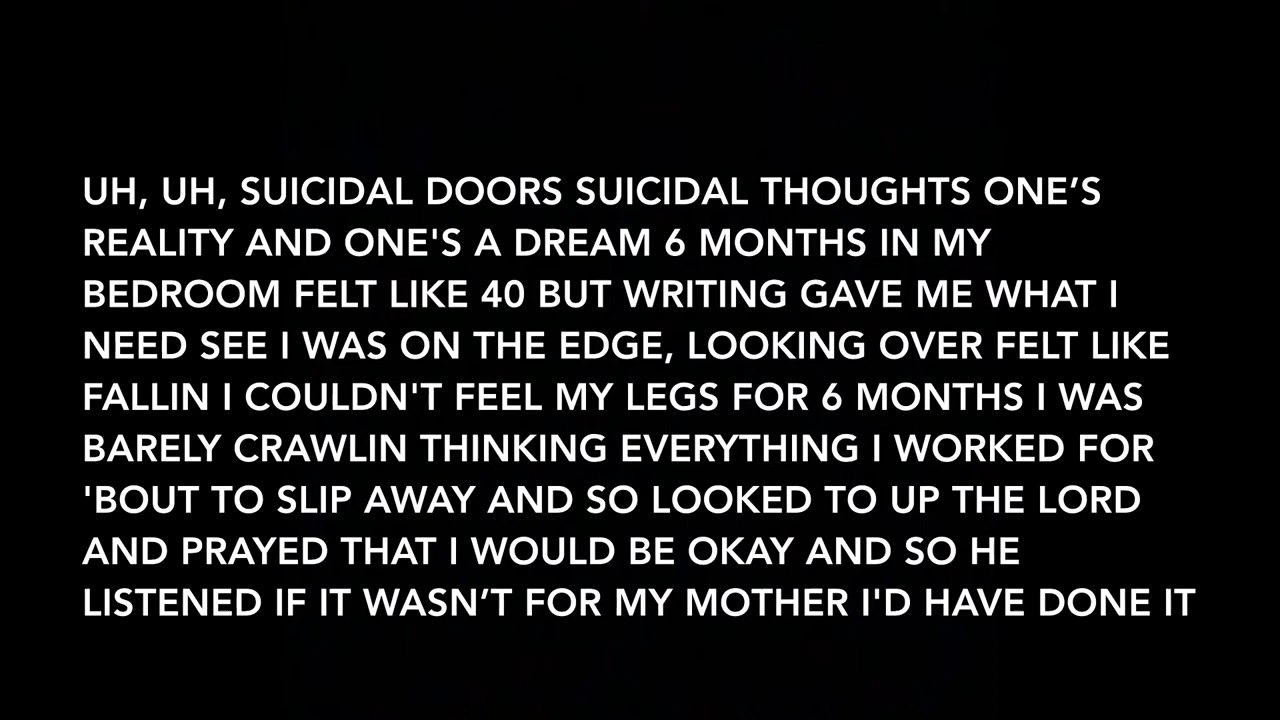 UH, UH, SUICIDAL DOORS SUICIDAL THOUGHTS ONE’S
REALITY AND ONE'S A DREAM 6 MONTHS IN MY
BEDROOM FELT LIKE 40 BUT WRITING GAVE ME WHAT I
NEED SEE I WAS ON THE EDGE, LOOKING OVER FELT LIKE
FALLIN I COULDN'T FEEL MY LEGS FOR 6 MONTHS I WAS
BARELY CRAWLIN THINKING EVERYTHING I WORKED FOR
'BOUT TO SLIP AWAY AND SO LOOKED TO UP THE LORD
AND PRAYED THAT I WOULD BE OKAY AND SO HE
LISTENED IF IT WASN’T FOR MY MOTHER I'D HAVE DONE IT